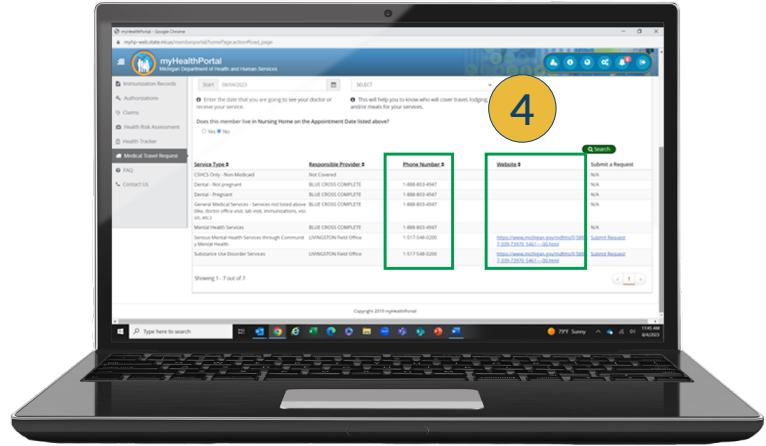 myHealthPortal - Google Chrome
myhp-web.state.mi.us/memberportal/homePage.action#load_page
myHealthPortal
Michigan Department of Health and Human Services
Immunization Records
Authorizations
Claims
Health Risk Assessment
Health Tracker
Medical Travel Request
FAQ
Contact Us
Start 08/04/2023 SELECT
Enter the date that you are going to see your doctor or
receive your service.
This will help you to know who will cover travel, lodging,
and/or meals for your services.
4
Does this member live in Nursing Home on the Appointment Date listed above?
Yes No
Search
Service Type Responsible Provider Phone Number Website Submit a Request
CSHCS Only - Non-Medicaid Not Covered N/A
Dental - Not pregnant BLUE CROSS COMPLETE 1-888-803-4947 N/A
Dental - Pregnant BLUE CROSS COMPLETE 1-888-803-4947 N/A
General Medical Services - Services not listed above BLUE CROSS COMPLETE 1-888-803-4947 N/A
(like, doctor office visit, lab visit, immunizations, visi
on, etc.)
Mental Health Services BLUE CROSS COMPLETE 1-888-803-4947 N/A
Serious Mental Health Services through Communit LIVINGSTON Field Office 1-517-548-0200 Submit Request
y Mental Health
Substance Use Disorder Services LIVINGSTON Field Office 1-517-548-0200 Submit Request
Showing 1 - 7 out of 7
1
Copyright 2019 myHealthPortal
Type here to search
79°F Sunny
11:45 AM
8/4/2023